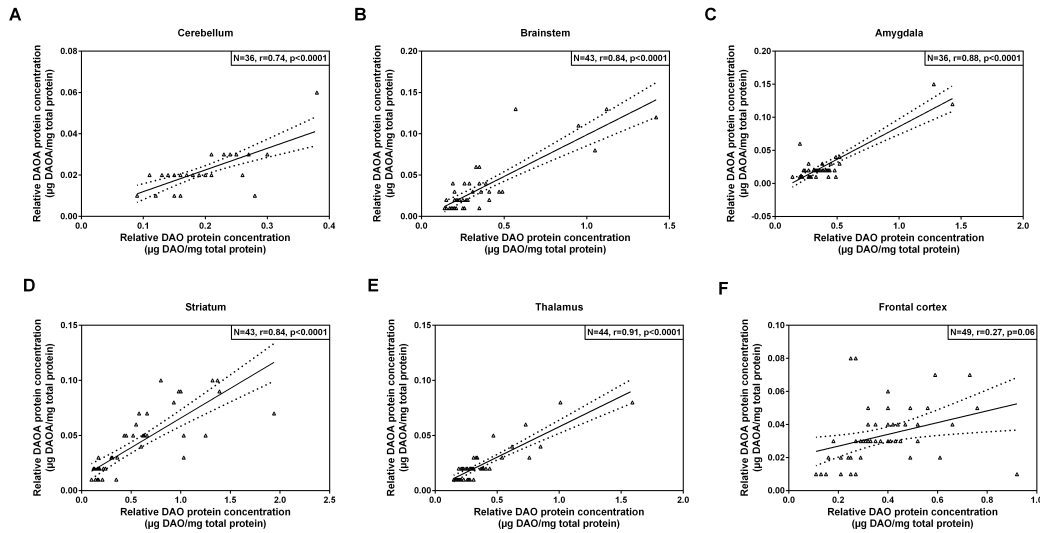 A
Cerebellum
N=36, r=0.74, p<0.0001
Relative DAOA protein concentration
(µg DAOA/mg total protein)
0.08
0.06
0.04
0.02
0.00
0.0 0.1 0.2 0.3 0.4
Relative DAO protein concentration
(µg DAO/mg total protein)
B
Brainstem
N=43, r=0.84, p<0.0001
Relative DAOA protein concentration
(µg DAOA/mg total protein)
0.20
0.15
0.10
0.05
0.00
0.0 0.5 1.0 1.5
Relative DAO protein concentration
(µg DAO/mg total protein)
C
Amygdala
N=36, r=0.88, p<0.0001
Relative DAOA protein concentration
(µg DAOA/mg total protein)
0.20
0.15
0.10
0.05
0.00
-0.05
0.0 0.5 1.0 1.5 2.0
Relative DAO protein concentration
(µg DAO/mg total protein)
D
Striatum
N=43, r=0.84, p<0.0001
Relative DAOA protein concentration
(µg DAOA/mg total protein)
0.15
0.10
0.05
0.00
0.0 0.5 1.0 1.5 2.0 2.5
Relative DAO protein concentration
(µg DAO/mg total protein)
E
Thalamus
N=44, r=0.91, p<0.0001
Relative DAOA protein concentration
(µg DAOA/mg total protein)
0.15
0.10
0.05
0.00
0.0 0.5 1.0 1.5 2.0
Relative DAO protein concentration
(µg DAO/mg total protein)
F
Frontal cortex
N=49, r=0.27, p=0.06
Relative DAOA protein concentration
(µg DAOA/mg total protein)
0.10
0.08
0.06
0.04
0.02
0.00
0.0 0.2 0.4 0.6 0.8 1.0
Relative DAO protein concentration
(µg DAO/mg total protein)